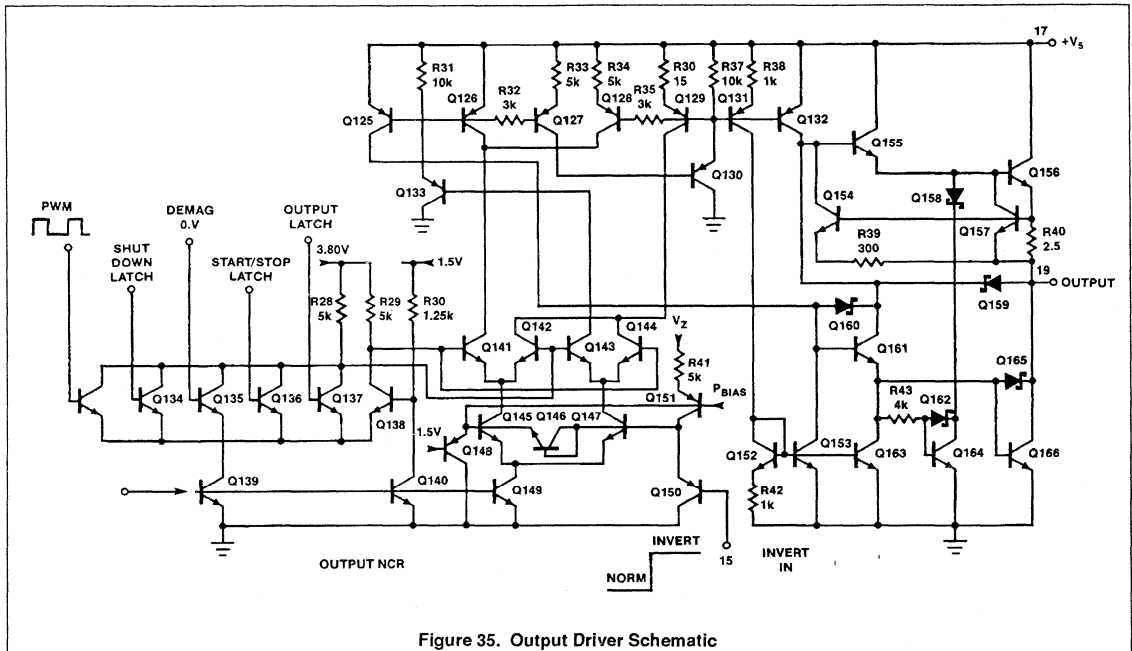 17
+V5
R31
10k
Q126
R32
3k
R33
5k
R34
5k
Q128
R35
3k
R30
15
Q129
R37
10k
Q131
R38
1k
Q125
Q127
Q132
Q155
Q130
Q133
Q154
Q158
Q156
Q157
R39
300
R40
2.5
19
OUTPUT
Q159
PWM
SHUT
DOWN
LATCH
DEMAG
0.V
START/STOP
LATCH
OUTPUT
LATCH
3.80V
1.5V
R28
5k
R29
5k
R30
1.25k
Q141
Q142
Q143
Q144
VZ
R41
5k
Q160
Q161
Q165
Q134
Q135
Q136
Q137
Q138
Q145
Q146
Q147
Q151
PBIAS
R43
4k
Q162
1.5V
Q148
Q152
Q153
Q163
Q164
Q166
Q139
Q140
Q149
Q150
R42
1k
OUTPUT NCR
INVERT
NORM
15
INVERT
IN
Figure 35. Output Driver Schematic